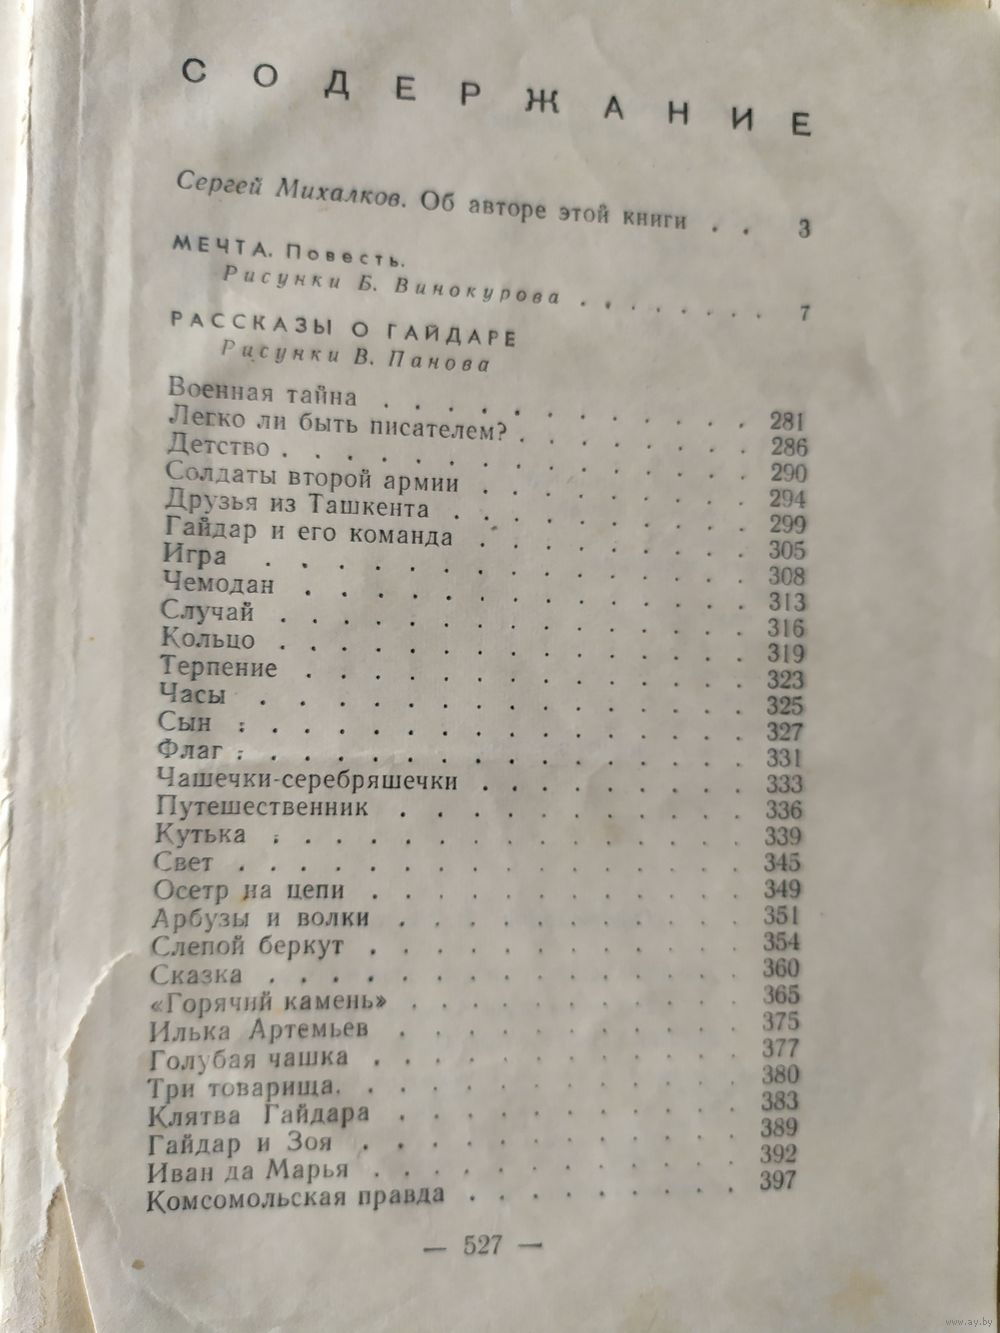 СОДЕРЖАНИЕ
Сергей Михалков. Об авторе этой книги . . 3
МЕЧТА. Повесть.
Рисунки Б. Винокурова . . . . . . . 7
РАССКАЗЫ О ГАЙДАРЕ
Рисунки В. Панова
Военная тайна . . . . . . . . . . . . 281
Легко ли быть писателем? . . . . . . . . 286
Детство . . . . . . . . . . . . . . . 290
Солдаты второй армии . . . . . . . . . 294
Друзья из Ташкента . . . . . . . . . . 299
Гайдар и его команда . . . . . . . . . 305
Игра . . . . . . . . . . . . . . . 308
Чемодан . . . . . . . . . . . . . . 313
Случай . . . . . . . . . . . . . . . 316
Кольцо . . . . . . . . . . . . . . . 319
Терпение . . . . . . . . . . . . . . 323
Часы . . . . . . . . . . . . . . . 325
Сын . . . . . . . . . . . . . . . . 327
Флаг . . . . . . . . . . . . . . . . 331
Чашечки-серебряшечки . . . . . . . . . 333
Путешественник . . . . . . . . . . . 336
Кутька . . . . . . . . . . . . . . . 339
Свет . . . . . . . . . . . . . . . . 345
Осетр на цепи . . . . . . . . . . . . 349
Арбузы и волки . . . . . . . . . . . 351
Слепой беркут . . . . . . . . . . . . 354
Сказка . . . . . . . . . . . . . . . 360
«Горячий камень» . . . . . . . . . . . 365
Илька Артемьев . . . . . . . . . . . 375
Голубая чашка . . . . . . . . . . . . 377
Три товарища. . . . . . . . . . . . . 380
Клятва Гайдара . . . . . . . . . . . 383
Гайдар и Зоя . . . . . . . . . . . . 389
Иван да Марья . . . . . . . . . . . . 392
Комсомольская правда . . . . . . . . . 397
— 527 —
www.ay.by